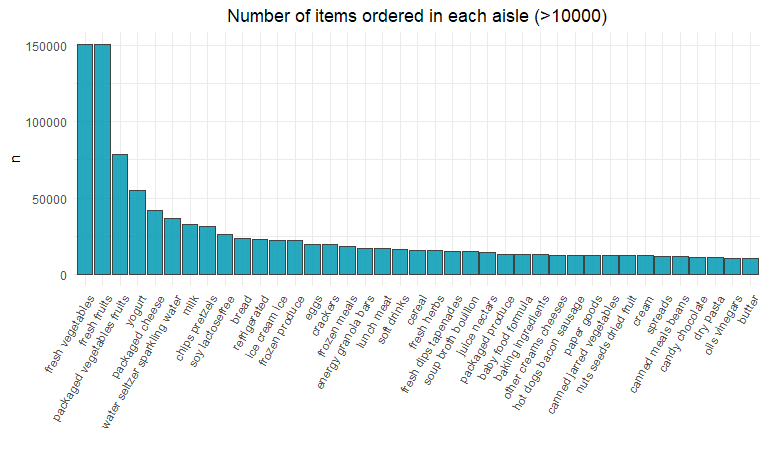 Number of items ordered in each aisle (>10000)
n
150000
100000
50000
0
fresh vegetables
fresh fruits
packaged vegetables fruits
yogurt
packaged cheese
water seltzer sparkling water
milk
chips pretzels
soy lactosefree
bread
refrigerated
ice cream ice
frozen produce
eggs
crackers
frozen meals
energy granola bars
lunch meat
soft drinks
cereal
fresh herbs
fresh dips tapenades
soup broth bouillon
juice nectars
packaged produce
baby food formula
baking ingredients
other creams cheeses
hot dogs bacon sausage
paper goods
canned jarred vegetables
nuts seeds dried fruit
cream
spreads
canned meals beans
candy chocolate
dry pasta
oils vinegars
butter